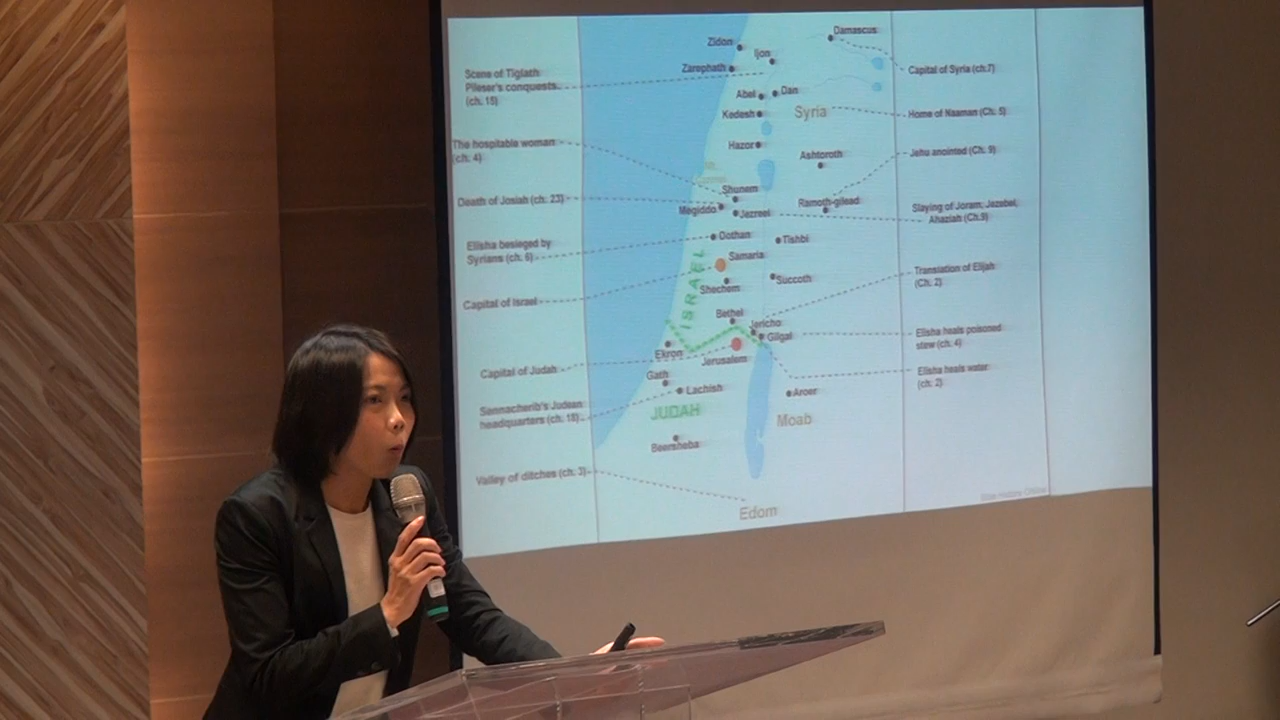 Scene of Tiglath
Pileser's conquests
(ch. 15)
The hospitable woman
(ch. 4)
Death of Josiah (ch. 23)
Elisha besieged by
Syrians (ch. 6)
Capital of Israel
Capital of Judah
Sennacherib's Judean
headquarters (ch. 18)
Valley of ditches (ch. 3)
Zidon
Ijon
Zarephath
Abel
Dan
Kedesh
Syria
Hazor
Ashtoroth
Shunem
Megiddo
Jezreel
Ramoth-gilead
Dothan
Tishbi
Samaria
ISRAEL
Shechem
Succoth
Bethel
Jericho
Gilgal
Ekron
Jerusalem
Gath
Lachish
Aroer
JUDAH
Moab
Beersheba
Edom
Damascus
Capital of Syria (ch.7)
Home of Naaman (Ch. 5)
Jehu anointed (Ch. 9)
Slaying of Joram, Jezebel,
Ahaziah (Ch.9)
Translation of Elijah
(Ch. 2)
Elisha heals poisoned
stew (ch. 4)
Elisha heals water
(ch. 2)